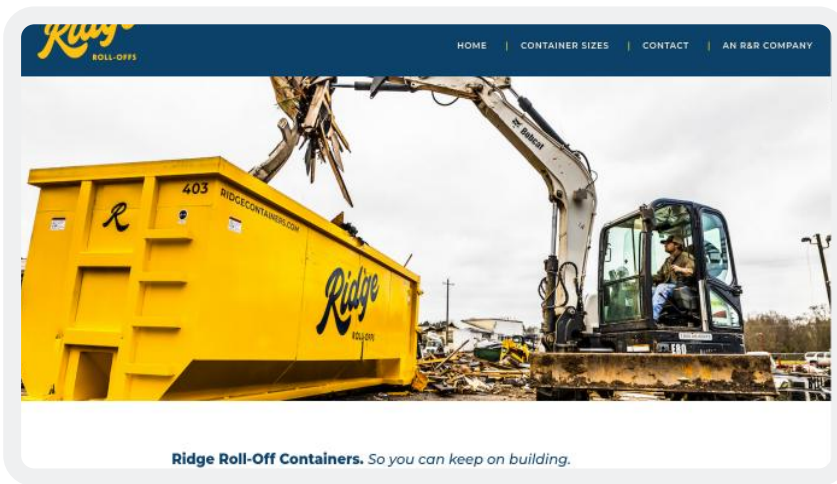 Ridge
ROLL-OFFS
HOME | CONTAINER SIZES | CONTACT | AN R&R COMPANY
Bobcat
403
RIDGECONTAINERS.COM
R
Ridge
ROLL-OFFS
E80
Ridge Roll-Off Containers. So you can keep on building.